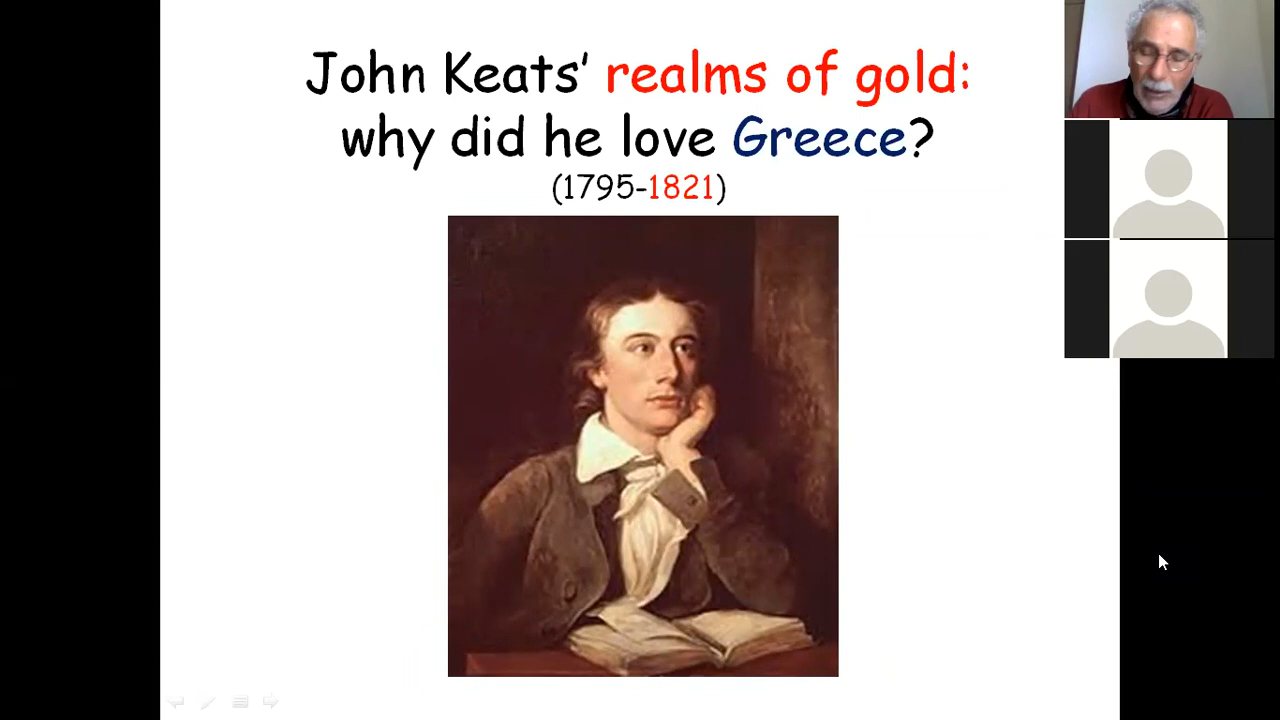 John Keats’ realms of gold:
why did he love Greece?
(1795-1821)